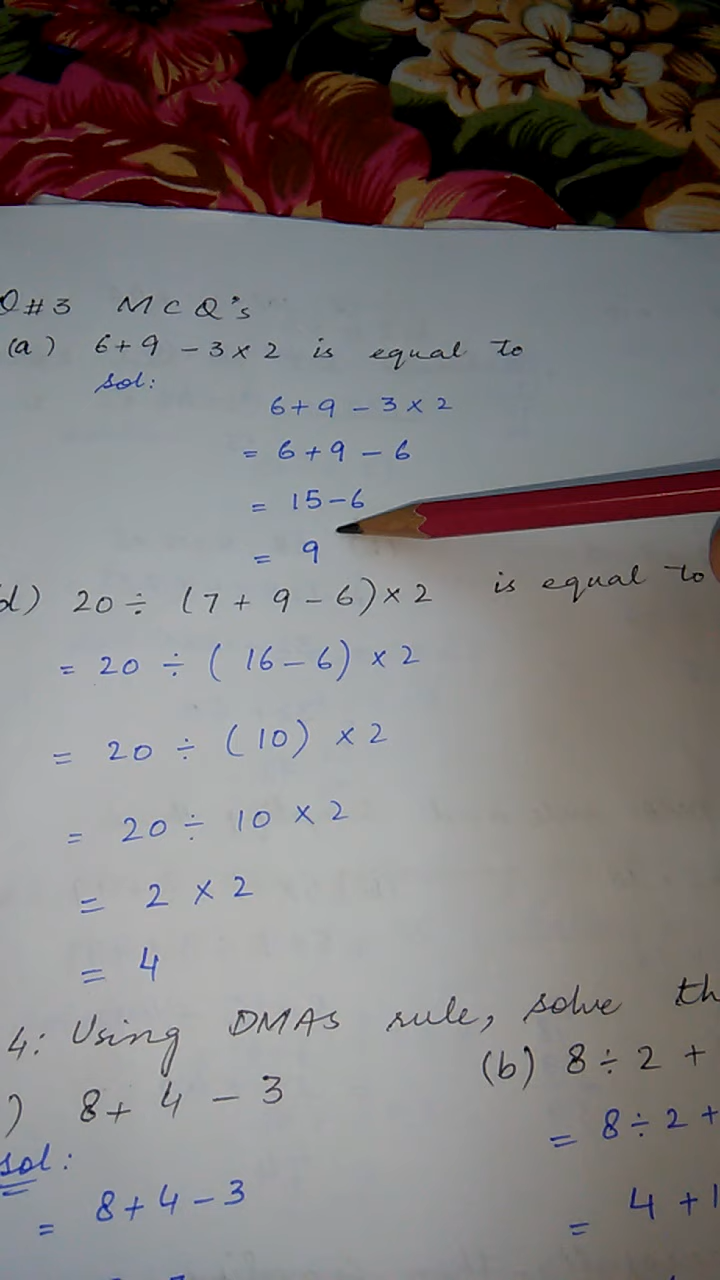 Q#3 MCQ's
(a) 6+9 - 3×2 is equal to
Sol:
6+9 - 3×2
= 6+9 - 6
= 15-6
= 9
d) 20 ÷ (7+9-6)×2 is equal to
= 20 ÷ (16-6) ×2
= 20 ÷ (10) ×2
= 20 ÷ 10 ×2
= 2 × 2
= 4
4: Using DMAS rule, solve th
) 8+4-3
(b) 8÷2+
Sol:
= 8+4-3
= 8÷2+
= 4+1